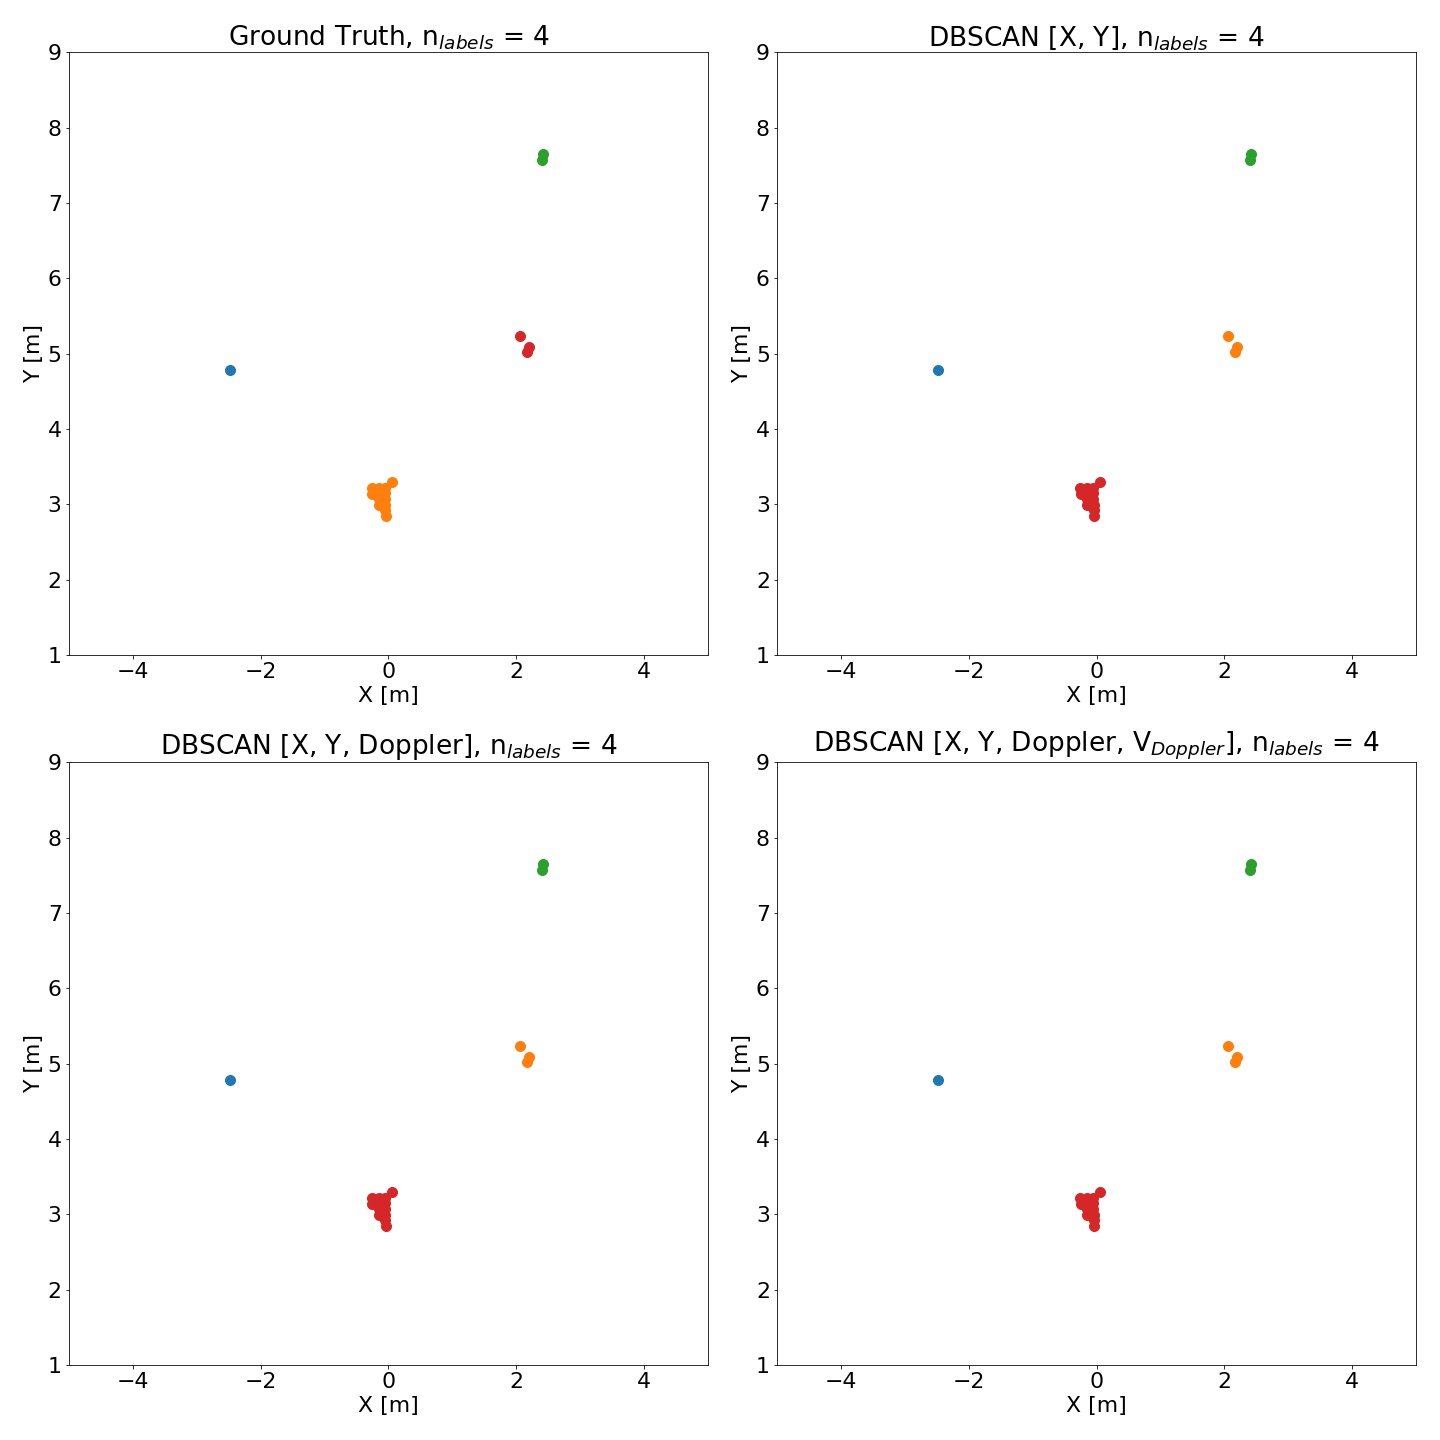 Ground Truth, n_labels = 4
9
8
7
6
5
4
3
2
1
Y [m]
−4 −2 0 2 4
X [m]
DBSCAN [X, Y], n_labels = 4
9
8
7
6
5
4
3
2
1
Y [m]
−4 −2 0 2 4
X [m]
DBSCAN [X, Y, Doppler], n_labels = 4
9
8
7
6
5
4
3
2
1
Y [m]
−4 −2 0 2 4
X [m]
DBSCAN [X, Y, Doppler, V_Doppler], n_labels = 4
9
8
7
6
5
4
3
2
1
Y [m]
−4 −2 0 2 4
X [m]